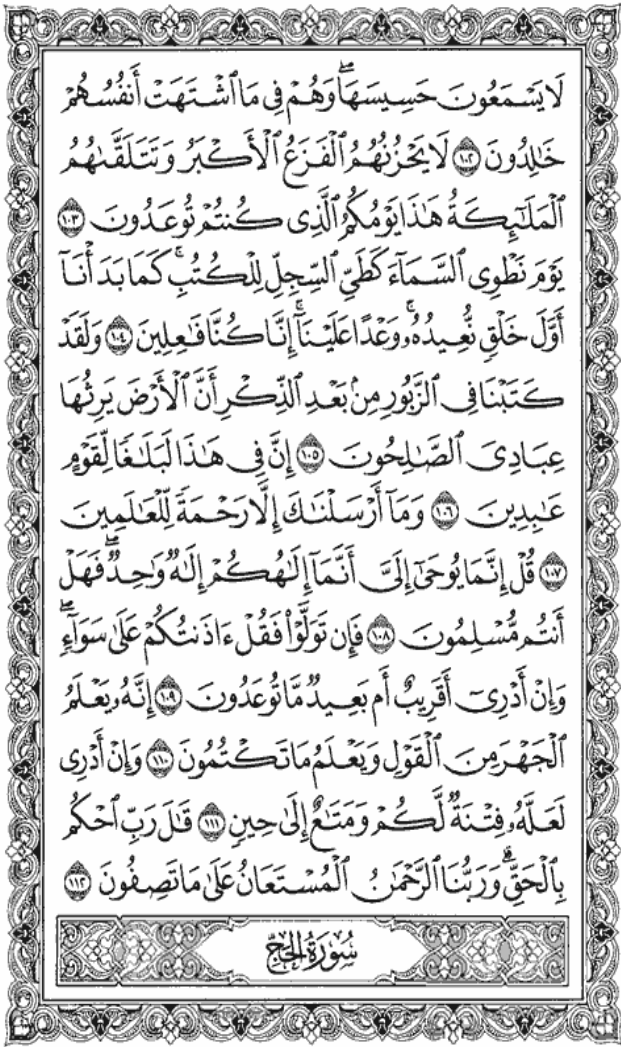 لَا يَسْمَعُونَ حَسِيسَهَا ۖ وَهُمْ فِي مَا ٱشْتَهَتْ أَنفُسُهُمْ
خَٰلِدُونَ ١٠٢ لَا يَحْزُنُهُمُ ٱلْفَزَعُ ٱلْأَكْبَرُ وَتَتَلَقَّىٰهُمُ
ٱلْمَلَٰٓئِكَةُ هَٰذَا يَوْمُكُمُ ٱلَّذِى كُنتُمْ تُوعَدُونَ ١٠٣
يَوْمَ نَطْوِى ٱلسَّمَآءَ كَطَىِّ ٱلسِّجِلِّ لِلْكُتُبِ ۚ كَمَا بَدَأْنَآ
أَوَّلَ خَلْقٍ نُّعِيدُهُۥ ۚ وَعْدًا عَلَيْنَآ ۚ إِنَّا كُنَّا فَٰعِلِينَ ١٠٤ وَلَقَدْ
كَتَبْنَا فِى ٱلزَّبُورِ مِنۢ بَعْدِ ٱلذِّكْرِ أَنَّ ٱلْأَرْضَ يَرِثُهَا
عِبَادِىَ ٱلصَّٰلِحُونَ ١٠٥ إِنَّ فِى هَٰذَا لَبَلَٰغًا لِّقَوْمٍ
عَٰبِدِينَ ١٠٦ وَمَآ أَرْسَلْنَٰكَ إِلَّا رَحْمَةً لِّلْعَٰلَمِينَ
١٠٧ قُلْ إِنَّمَا يُوحَىٰٓ إِلَىَّ أَنَّمَآ إِلَٰهُكُمْ إِلَٰهٌ وَٰحِدٌ ۖ فَهَلْ
أَنتُم مُّسْلِمُونَ ١٠٨ فَإِن تَوَلَّوْا۟ فَقُلْ ءَاذَنتُكُمْ عَلَىٰ سَوَآءٍ ۖ
وَإِنْ أَدْرِىٓ أَقَرِيبٌ أَم بَعِيدٌ مَّا تُوعَدُونَ ١٠٩ إِنَّهُۥ يَعْلَمُ
ٱلْجَهْرَ مِنَ ٱلْقَوْلِ وَيَعْلَمُ مَا تَكْتُمُونَ ١١٠ وَإِنْ أَدْرِى
لَعَلَّهُۥ فِتْنَةٌ لَّكُمْ وَمَتَٰعٌ إِلَىٰ حِينٍ ١١١ قَٰلَ رَبِّ ٱحْكُم
بِٱلْحَقِّ ۗ وَرَبُّنَا ٱلرَّحْمَٰنُ ٱلْمُسْتَعَانُ عَلَىٰ مَا تَصِفُونَ ١١٢
سُورَةُ الحَجِّ